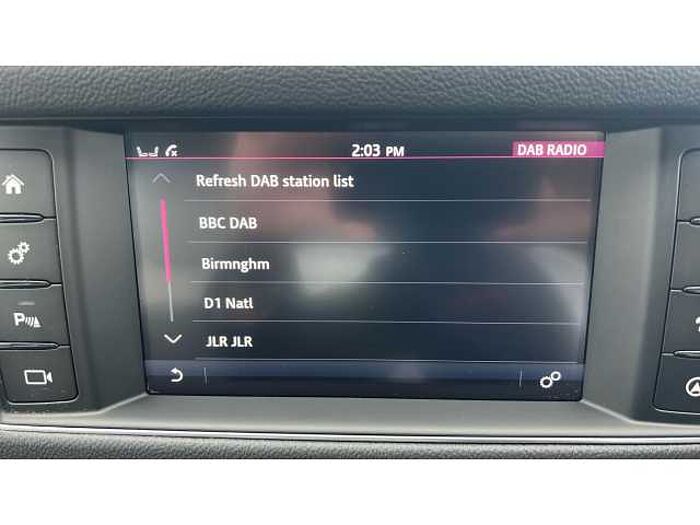 2:03 PM
DAB RADIO
Refresh DAB station list
BBC DAB
Birmnghm
D1 Natl
JLR JLR
P